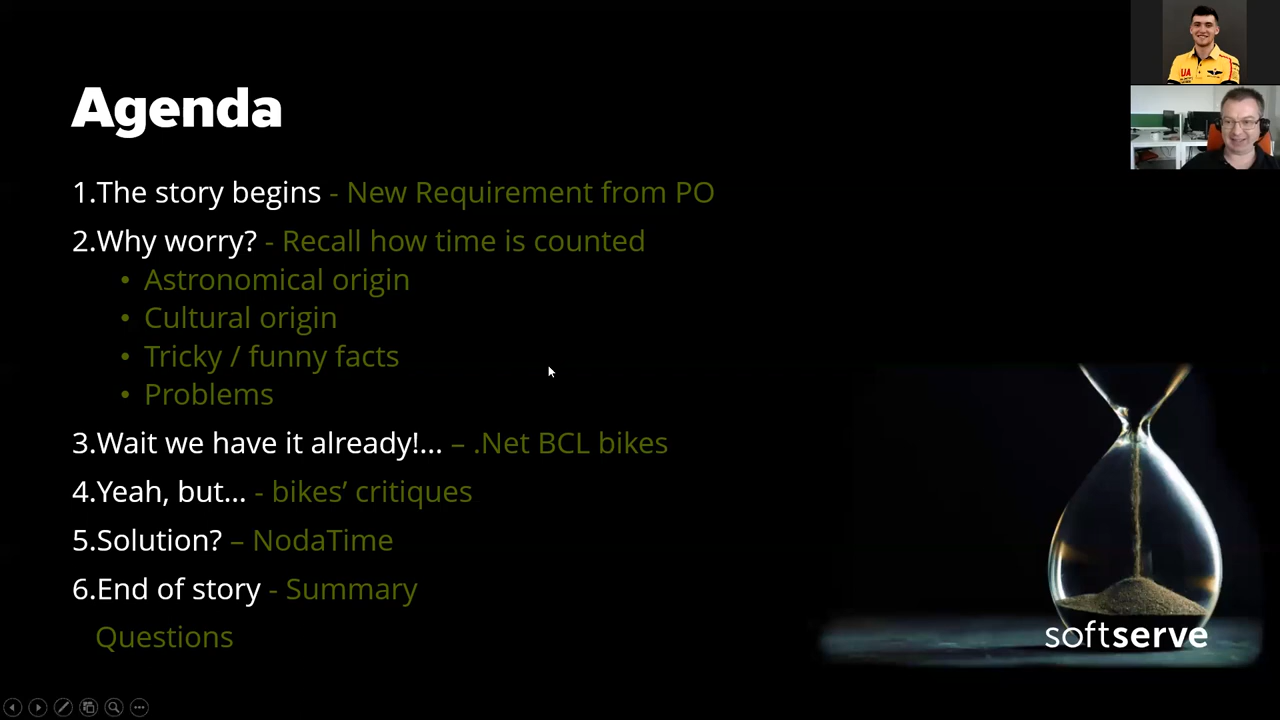 Agenda
1.The story begins - New Requirement from PO
2.Why worry? - Recall how time is counted
• Astronomical origin
• Cultural origin
• Tricky / funny facts
• Problems
3.Wait we have it already!... – .Net BCL bikes
4.Yeah, but... - bikes’ critiques
5.Solution? – NodaTime
6.End of story - Summary
Questions
softserve
UA